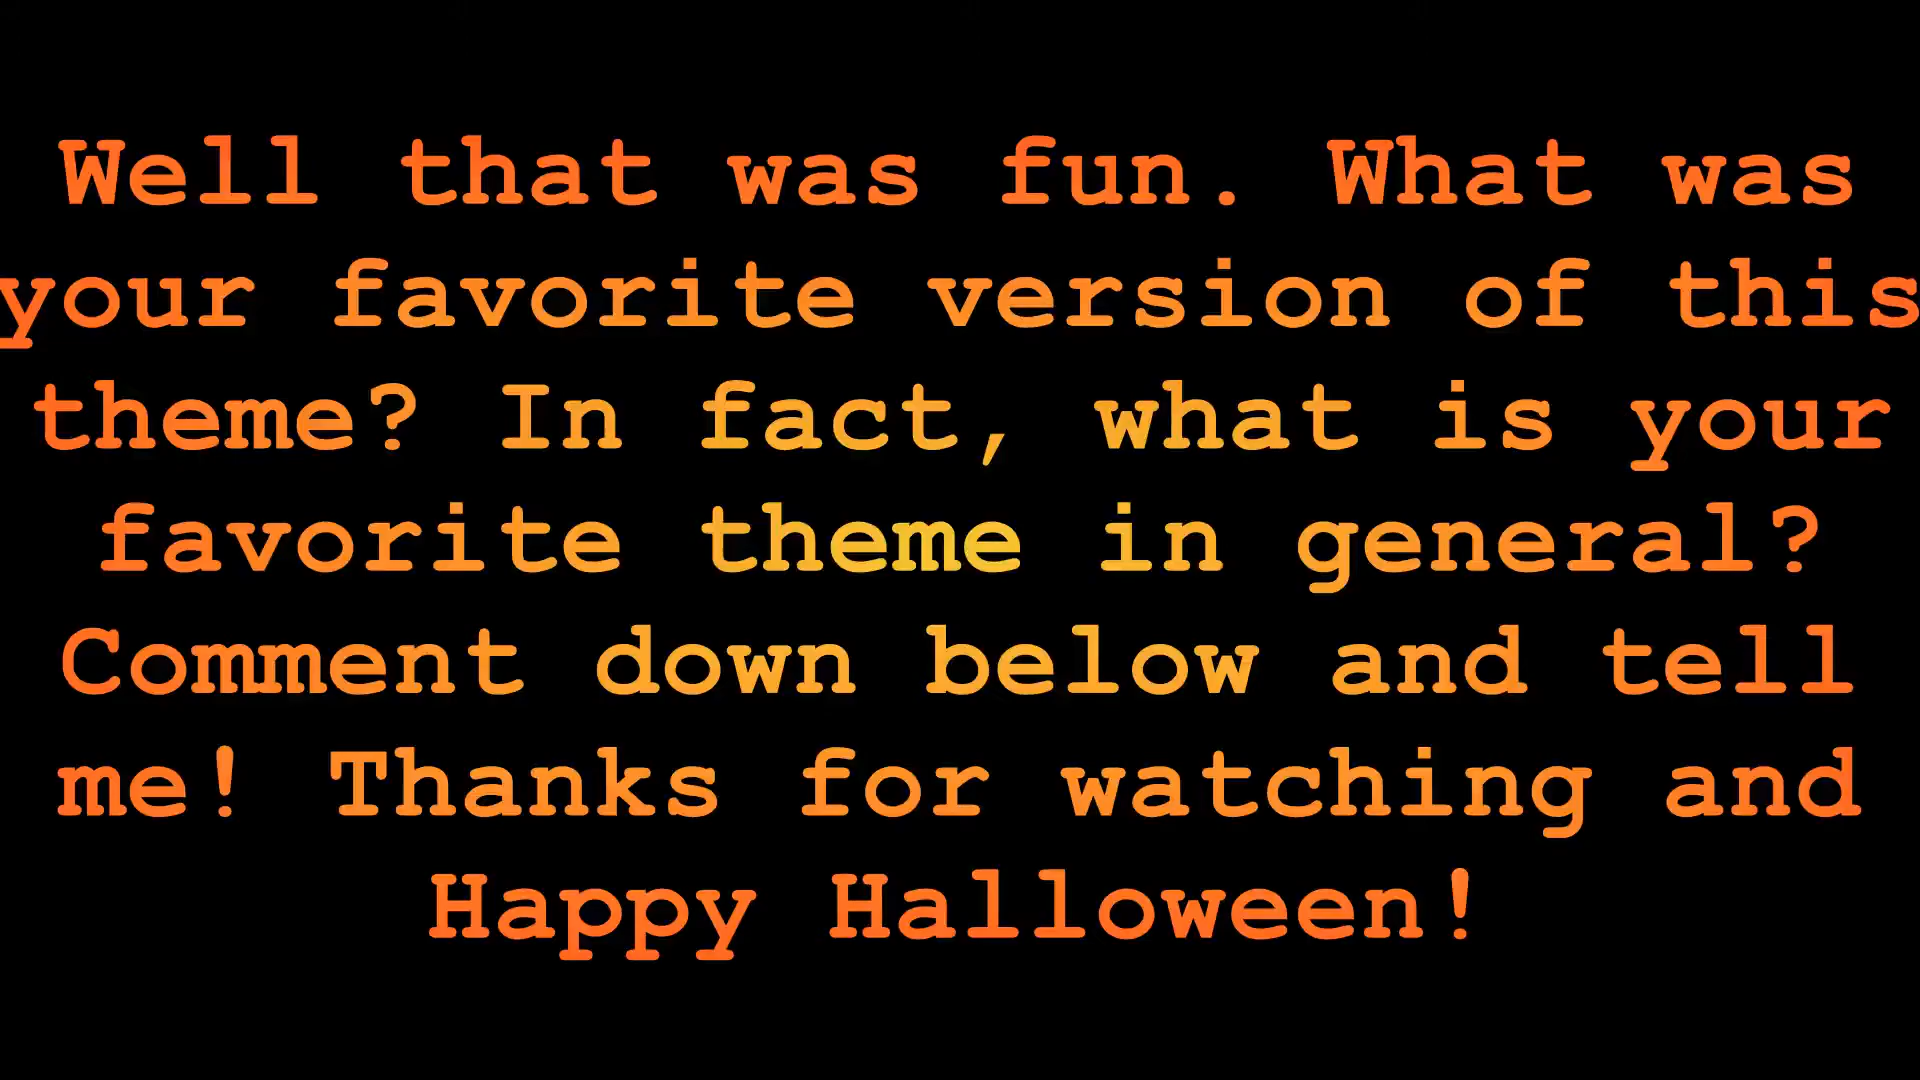 Well that was fun. What was
your favorite version of this
theme? In fact, what is your
favorite theme in general?
Comment down below and tell
me! Thanks for watching and
Happy Halloween!